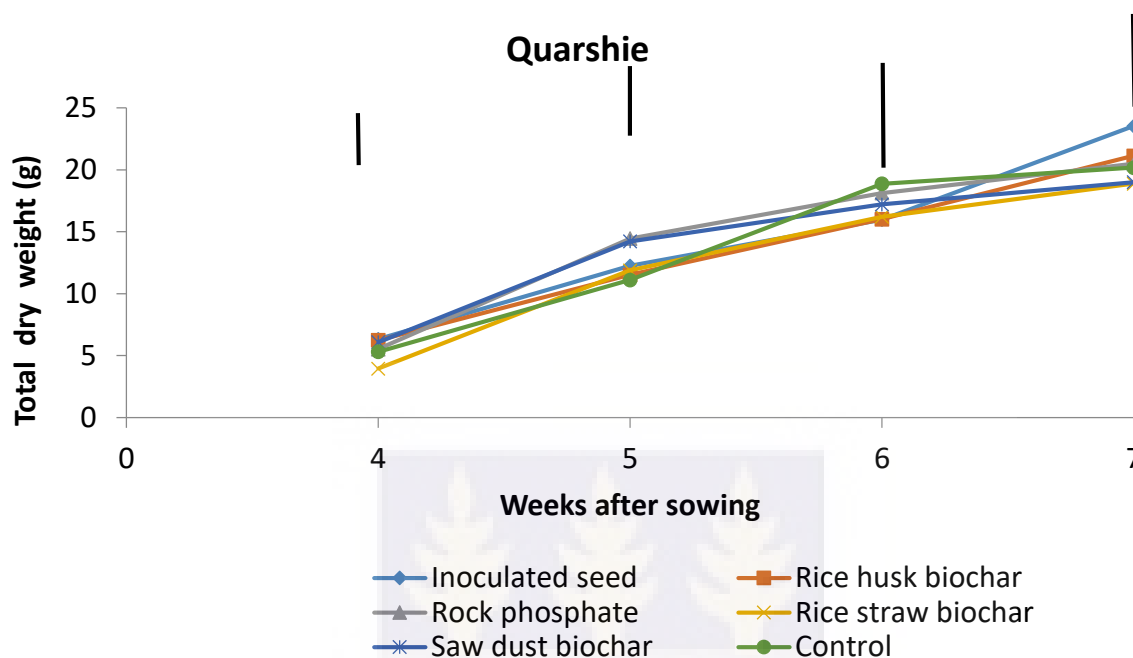 Quarshie
25
20
15
10
5
0
Total dry weight (g)
0 4 5 6 7
Weeks after sowing
Inoculated seed Rice husk biochar
Rock phosphate Rice straw biochar
Saw dust biochar Control